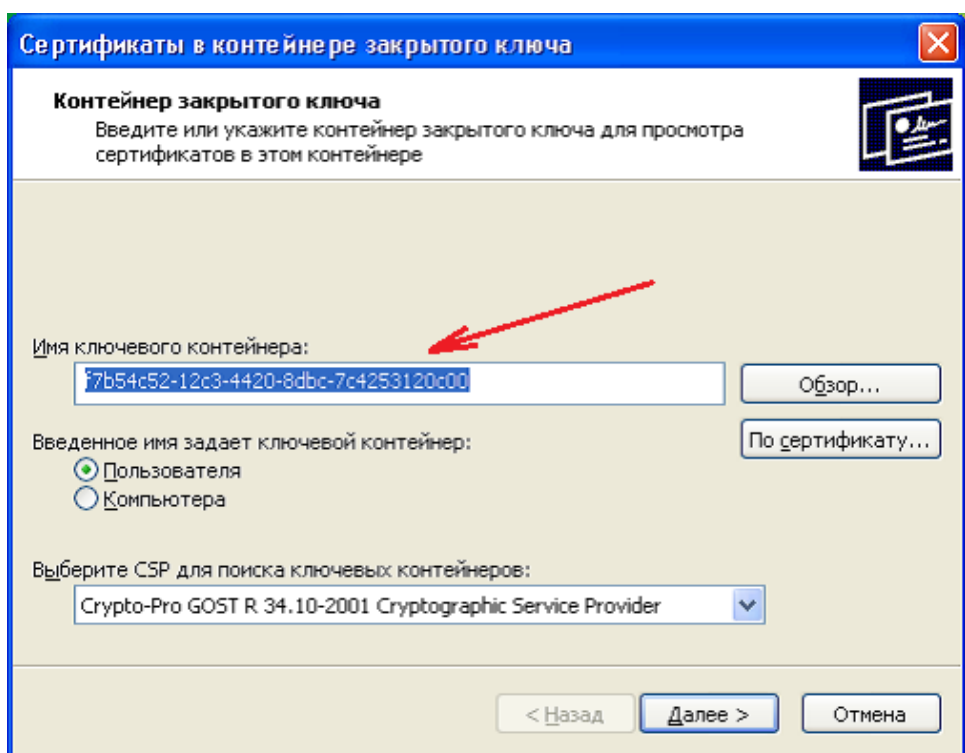 Сертификаты в контейнере закрытого ключа
Контейнер закрытого ключа
Введите или укажите контейнер закрытого ключа для просмотра
сертификатов в этом контейнере
Имя ключевого контейнера:
f7b54c52-12c3-4420-8dbc-7c4253120c00
Обзор...
Введенное имя задает ключевой контейнер:
По сертификату...
Пользователя
Компьютера
Выберите CSP для поиска ключевых контейнеров:
Crypto-Pro GOST R 34.10-2001 Cryptographic Service Provider
< Назад
Далее >
Отмена